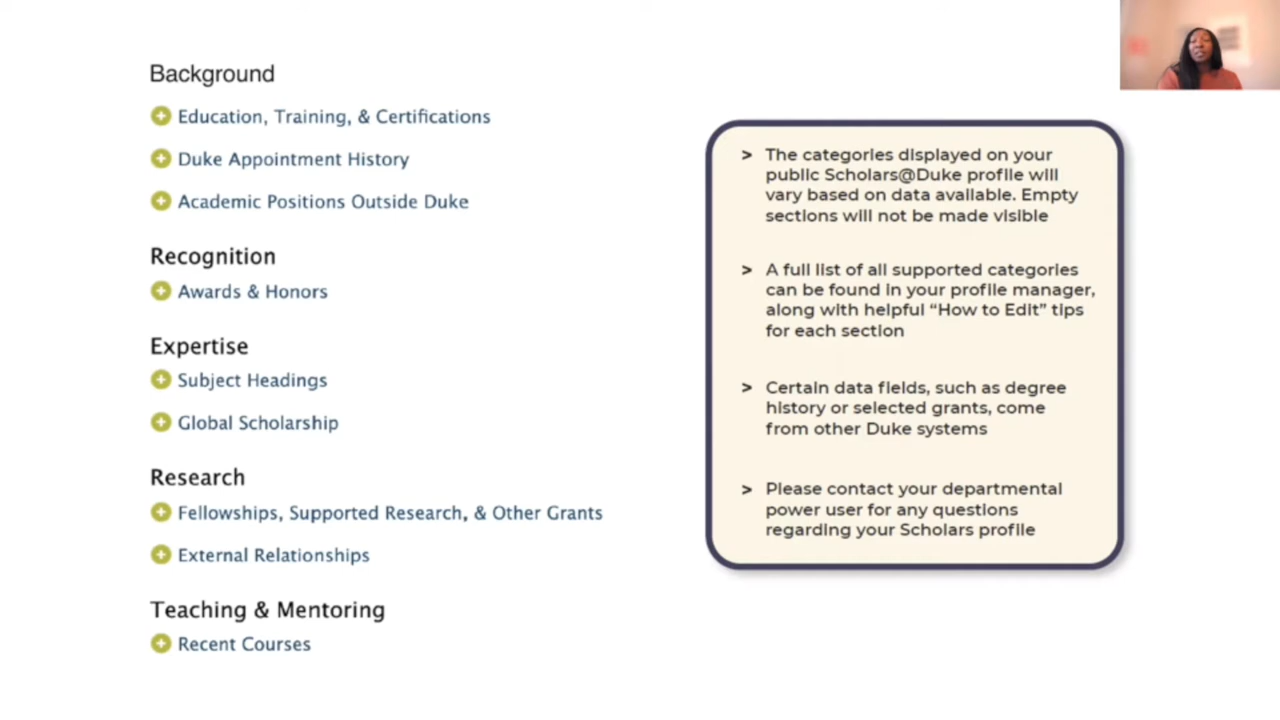 Background
Education, Training, & Certifications
Duke Appointment History
Academic Positions Outside Duke
Recognition
Awards & Honors
Expertise
Subject Headings
Global Scholarship
Research
Fellowships, Supported Research, & Other Grants
External Relationships
Teaching & Mentoring
Recent Courses
> The categories displayed on your
public Scholars@Duke profile will
vary based on data available. Empty
sections will not be made visible
> A full list of all supported categories
can be found in your profile manager,
along with helpful “How to Edit” tips
for each section
> Certain data fields, such as degree
history or selected grants, come
from other Duke systems
> Please contact your departmental
power user for any questions
regarding your Scholars profile